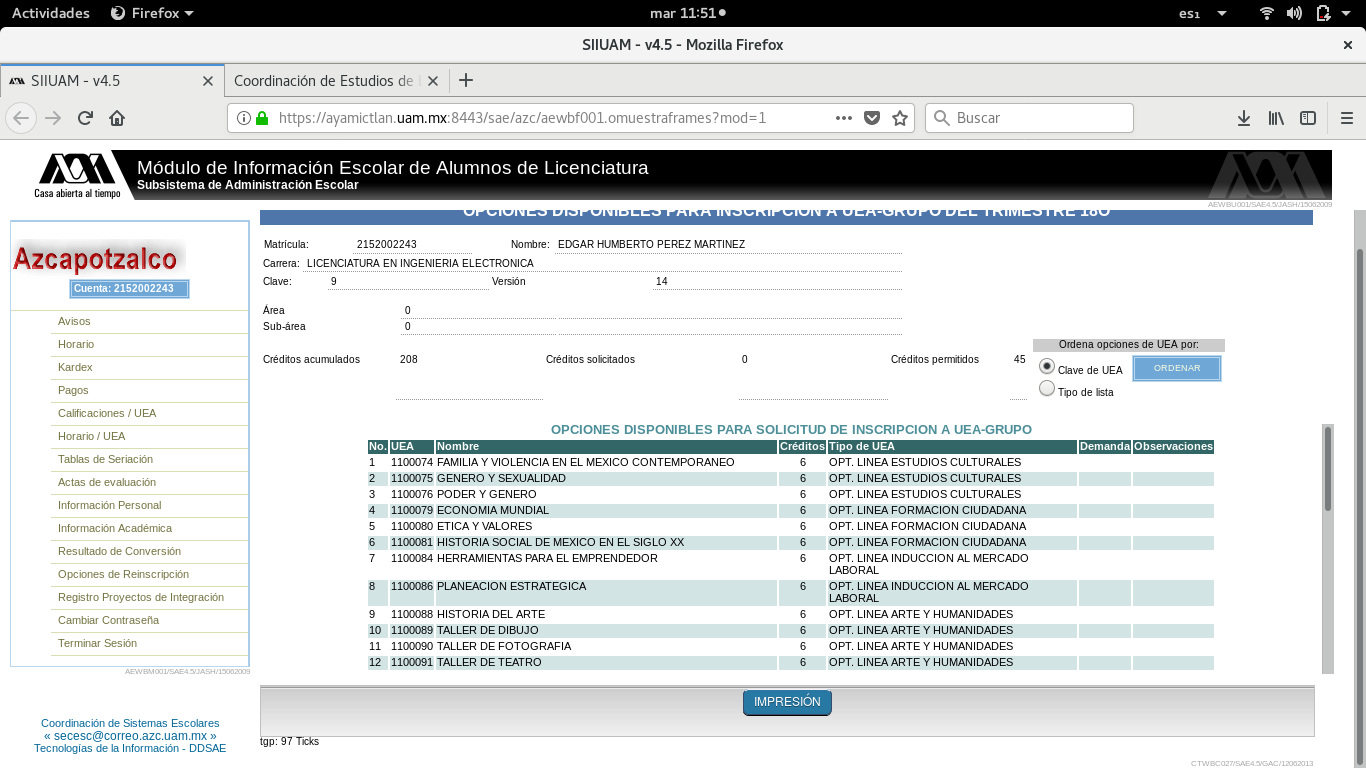 Actividades Firefox mar 11:51 es1
SIIUAM - v4.5 - Mozilla Firefox
SIIUAM - v4.5 Coordinación de Estudios de
https://ayamictlan.uam.mx:8443/sae/azc/aewbf001.omuestraframes?mod=1 Buscar
Casa abierta al tiempo
Módulo de Información Escolar de Alumnos de Licenciatura
Subsistema de Administración Escolar
AEWBU001/SAE4.5/JASH/15062009
Azcapotzalco
Cuenta: 2152002243
Avisos
Horario
Kardex
Pagos
Calificaciones / UEA
Horario / UEA
Tablas de Seriación
Actas de evaluación
Información Personal
Información Académica
Resultado de Conversión
Opciones de Reinscripción
Registro Proyectos de Integración
Cambiar Contraseña
Terminar Sesión
AEWBM001/SAE4.5/JASH/15062009
Coordinación de Sistemas Escolares
« secesc@correo.azc.uam.mx »
Tecnologías de la Información - DDSAE
OPCIONES DISPONIBLES PARA INSCRIPCION A UEA-GRUPO DEL TRIMESTRE 18O
Matricula: 2152002243 Nombre: EDGAR HUMBERTO PEREZ MARTINEZ
Carrera: LICENCIATURA EN INGENIERIA ELECTRONICA
Clave: 9 Versión 14
Área 0
Sub-área 0
Créditos acumulados 208 Créditos solicitados 0 Créditos permitidos 45
Ordena opciones de UEA por:
Clave de UEA ORDENAR
Tipo de lista
OPCIONES DISPONIBLES PARA SOLICITUD DE INSCRIPCION A UEA-GRUPO
No. UEA Nombre Créditos Tipo de UEA Demanda Observaciones
1 1100074 FAMILIA Y VIOLENCIA EN EL MEXICO CONTEMPORANEO 6 OPT. LINEA ESTUDIOS CULTURALES
2 1100075 GENERO Y SEXUALIDAD 6 OPT. LINEA ESTUDIOS CULTURALES
3 1100076 PODER Y GENERO 6 OPT. LINEA ESTUDIOS CULTURALES
4 1100079 ECONOMIA MUNDIAL 6 OPT. LINEA FORMACION CIUDADANA
5 1100080 ETICA Y VALORES 6 OPT. LINEA FORMACION CIUDADANA
6 1100081 HISTORIA SOCIAL DE MEXICO EN EL SIGLO XX 6 OPT. LINEA FORMACION CIUDADANA
7 1100084 HERRAMIENTAS PARA EL EMPRENDEDOR 6 OPT. LINEA INDUCCION AL MERCADO
LABORAL
8 1100086 PLANEACION ESTRATEGICA 6 OPT. LINEA INDUCCION AL MERCADO
LABORAL
9 1100088 HISTORIA DEL ARTE 6 OPT. LINEA ARTE Y HUMANIDADES
10 1100089 TALLER DE DIBUJO 6 OPT. LINEA ARTE Y HUMANIDADES
11 1100090 TALLER DE FOTOGRAFIA 6 OPT. LINEA ARTE Y HUMANIDADES
12 1100091 TALLER DE TEATRO 6 OPT. LINEA ARTE Y HUMANIDADES
IMPRESIÓN
tgp: 97 Ticks
CTWBC027/SAE4.5/GAC/12062013